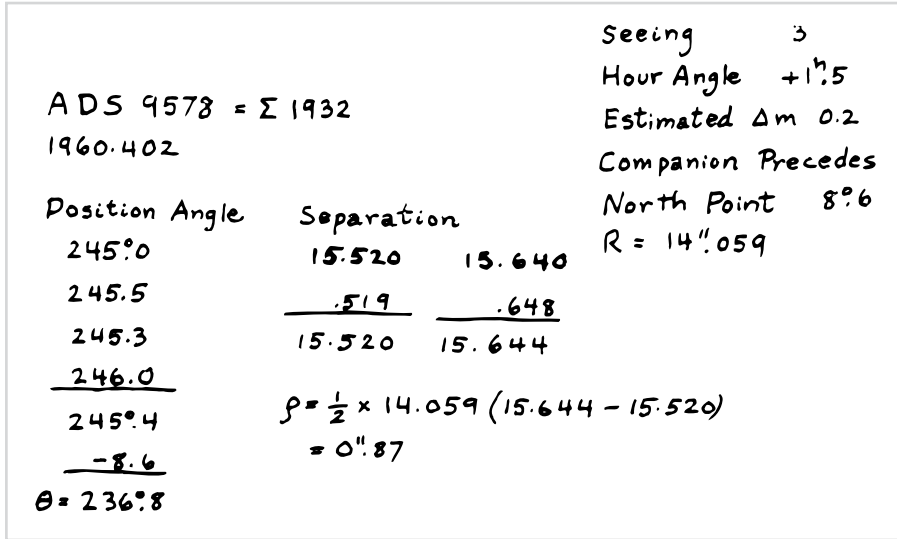 Seeing 3
Hour Angle +1ʰ.5
Estimated Δm 0.2
Companion Precedes
North Point 8°.6
R = 14".059
ADS 9578 = Σ 1932
1960.402
Position Angle
245°.0
245.5
245.3
246.0
245°.4
-8.6
θ = 236°.8
Separation
15.520 15.640
.519 .648
15.520 15.644
ρ = 1/2 × 14.059 (15.644 - 15.520)
= 0".87